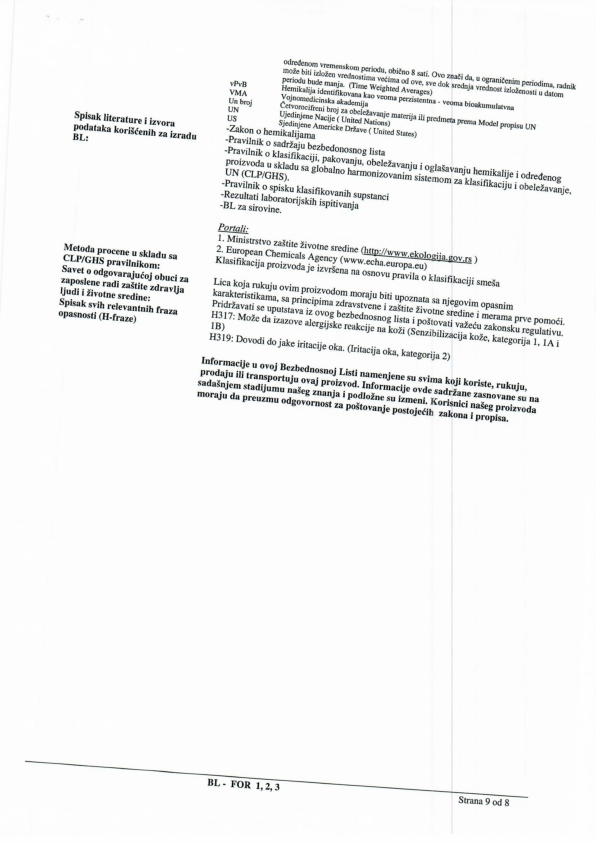 određenom vremenskom periodu, obično 8 sati. Ovo znači da, u ograničenim periodima, radnik
može biti izložen vrednostima većima od ove, sve dok srednja vrednost izloženosti u datom
periodu bude manja. (Time Weighted Averages)
vPvB Hemikalija identifikovana kao veoma perzistentna - veoma bioakumulativna
VMA Vojnomedicinska akademija
Un broj Četvorocifreni broj za obeležavanje materija ili predmeta prema Model propisu UN
UN Ujedinjene Nacije ( United Nations)
US Sjedinjene Americke Države ( United States)
Spisak literature i izvora
podataka korišćenih za izradu
BL:
-Zakon o hemikalijama
-Pravilnik o sadržaju bezbedonosnog lista
-Pravilnik o klasifikaciji, pakovanju, obeležavanju i oglašavanju hemikalije i određenog
proizvoda u skladu sa globalno harmonizovanim sistemom za klasifikaciju i obeležavanje,
UN (CLP/GHS).
-Pravilnik o spisku klasifikovanih supstanci
-Rezultati laboratorijskih ispitivanja
-BL za sirovine.
Portali:
1. Ministrstvo zaštite životne sredine (http://www.ekologija.gov.rs )
2. European Chemicals Agency (www.echa.europa.eu)
Metoda procene u skladu sa
CLP/GHS pravilnikom:
Klasifikacija proizvoda je izvršena na osnovu pravila o klasifikaciji smeša
Savet o odgovarajućoj obuci za
zaposlene radi zaštite zdravlja
ljudi i životne sredine:
Lica koja rukuju ovim proizvodom moraju biti upoznata sa njegovim opasnim
karakteristikama, sa principima zdravstvene i zaštite životne sredine i merama prve pomoći.
Pridržavati se uputstava iz ovog bezbednosnog lista i poštovati važeću zakonsku regulativu.
Spisak svih relevantnih fraza
opasnosti (H-fraze)
H317: Može da izazove alergijske reakcije na koži (Senzibilizacija kože, kategorija 1, 1A i
1B)
H319: Dovodi do jake iritacije oka. (Iritacija oka, kategorija 2)
Informacije u ovoj Bezbednosnoj Listi namenjene su svima koji koriste, rukuju,
prodaju ili transportuju ovaj proizvod. Informacije ovde sadržane zasnovane su na
sadašnjem stadijumu našeg znanja i podložne su izmeni. Korisnici našeg proizvoda
moraju da preuzmu odgovornost za poštovanje postojećih zakona i propisa.
BL - FOR 1, 2, 3
Strana 9 od 8